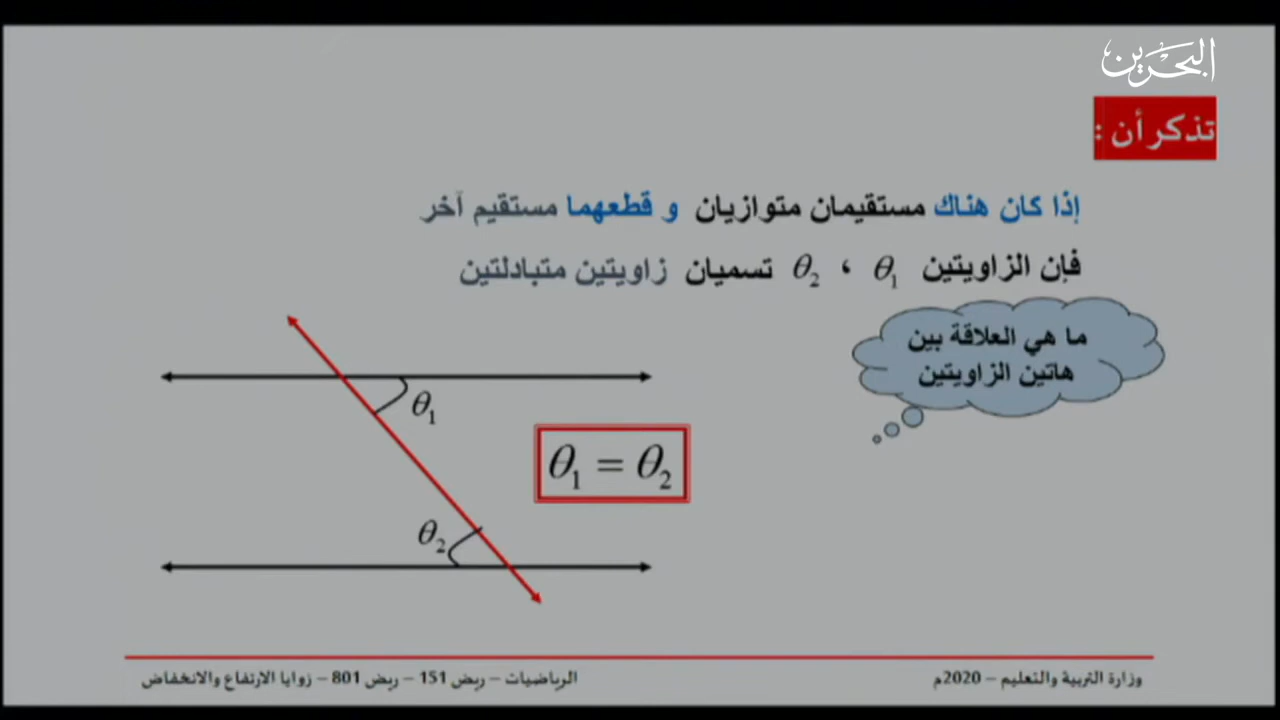 البحرين
تذكر أن :
إذا كان هناك مستقيمان متوازيان و قطعهما مستقيم آخر
فإن الزاويتين θ₁ ، θ₂ تسميان زاويتين متبادلتين
ما هي العلاقة بين
هاتين الزاويتين
θ₁
θ₁ = θ₂
θ₂
وزارة التربية والتعليم – 2020م
الرياضيات – ريض 151 – ريض 801 – زوايا الارتفاع والانخفاض